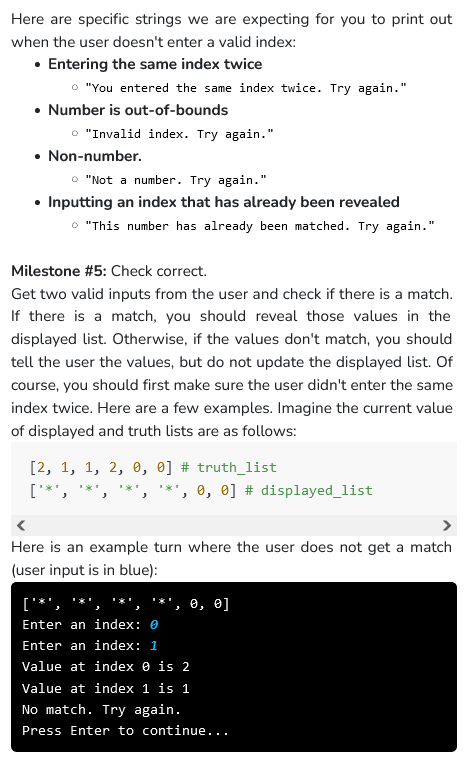 Here are specific strings we are expecting for you to print out
when the user doesn't enter a valid index:
• Entering the same index twice
○ "You entered the same index twice. Try again."
• Number is out-of-bounds
○ "Invalid index. Try again."
• Non-number.
○ "Not a number. Try again."
• Inputting an index that has already been revealed
○ "This number has already been matched. Try again."
Milestone #5: Check correct.
Get two valid inputs from the user and check if there is a match.
If there is a match, you should reveal those values in the
displayed list. Otherwise, if the values don't match, you should
tell the user the values, but do not update the displayed list. Of
course, you should first make sure the user didn't enter the same
index twice. Here are a few examples. Imagine the current value
of displayed and truth lists are as follows:
[2, 1, 1, 2, 0, 0] # truth_list
['*', '*', '*', '*', 0, 0] # displayed_list
Here is an example turn where the user does not get a match
(user input is in blue):
['*', '*', '*', '*', 0, 0]
Enter an index: 0
Enter an index: 1
Value at index 0 is 2
Value at index 1 is 1
No match. Try again.
Press Enter to continue...